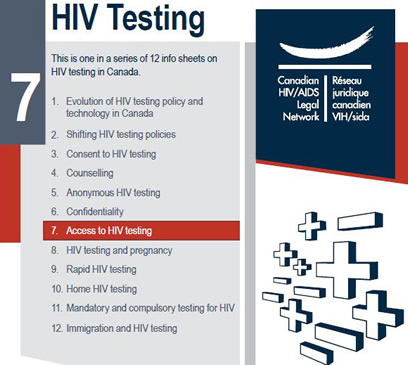 HIV Testing
This is one in a series of 12 info sheets on
HIV testing in Canada.
7
1. Evolution of HIV testing policy and
technology in Canada
2. Shifting HIV testing policies
3. Consent to HIV testing
4. Counselling
5. Anonymous HIV testing
6. Confidentiality
7. Access to HIV testing
8 HIV testing and pregnancy
9. Rapid HIV testing
10. Home HIV testing
11. Mandatory and compulsory testing for HIV
12. Immigration and HIV testing
Canadian
HIV/AIDS
Legal
Network
Réseau
juridique
canadien
VIH/sida